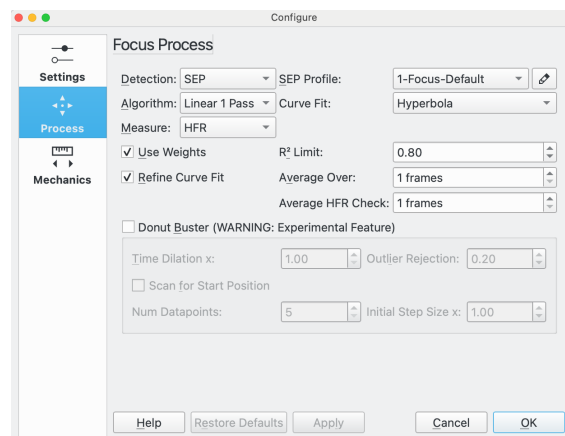 Configure
Settings
Process
Mechanics
Focus Process
Detection: SEP SEP Profile: 1-Focus-Default
Algorithm: Linear 1 Pass Curve Fit: Hyperbola
Measure: HFR
Use Weights R² Limit: 0.80
Refine Curve Fit Average Over: 1 frames
Average HFR Check: 1 frames
Donut Buster (WARNING: Experimental Feature)
Time Dilation x: 1.00 Outlier Rejection: 0.20
Scan for Start Position
Num Datapoints: 5 Initial Step Size x: 1.00
Help Restore Defaults Apply Cancel OK